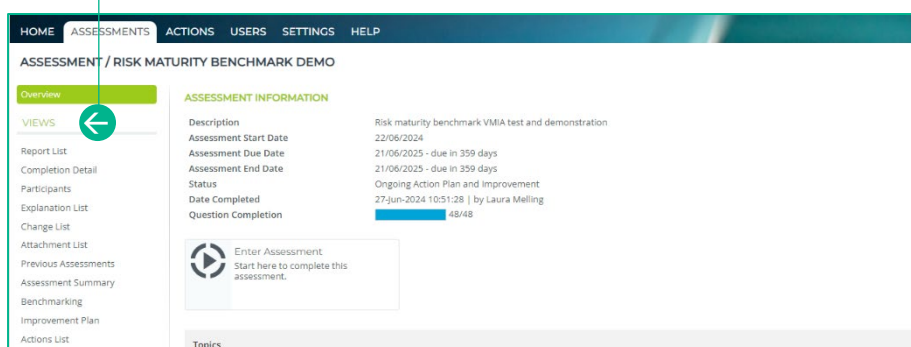 HOME ASSESSMENTS ACTIONS USERS SETTINGS HELP
ASSESSMENT / RISK MATURITY BENCHMARK DEMO
Overview
VIEWS
Report List
Completion Detail
Participants
Explanation List
Change List
Attachment List
Previous Assessments
Assessment Summary
Benchmarking
Improvement Plan
Actions List
ASSESSMENT INFORMATION
Description Risk maturity benchmark VMIA test and demonstration
Assessment Start Date 22/06/2024
Assessment Due Date 21/06/2025 - due in 359 days
Assessment End Date 21/06/2025 - due in 359 days
Status Ongoing Action Plan and Improvement
Date Completed 27-Jun-2024 10:51:28 | by Laura Melling
Question Completion 48/48
Enter Assessment
Start here to complete this
assessment.
Topics